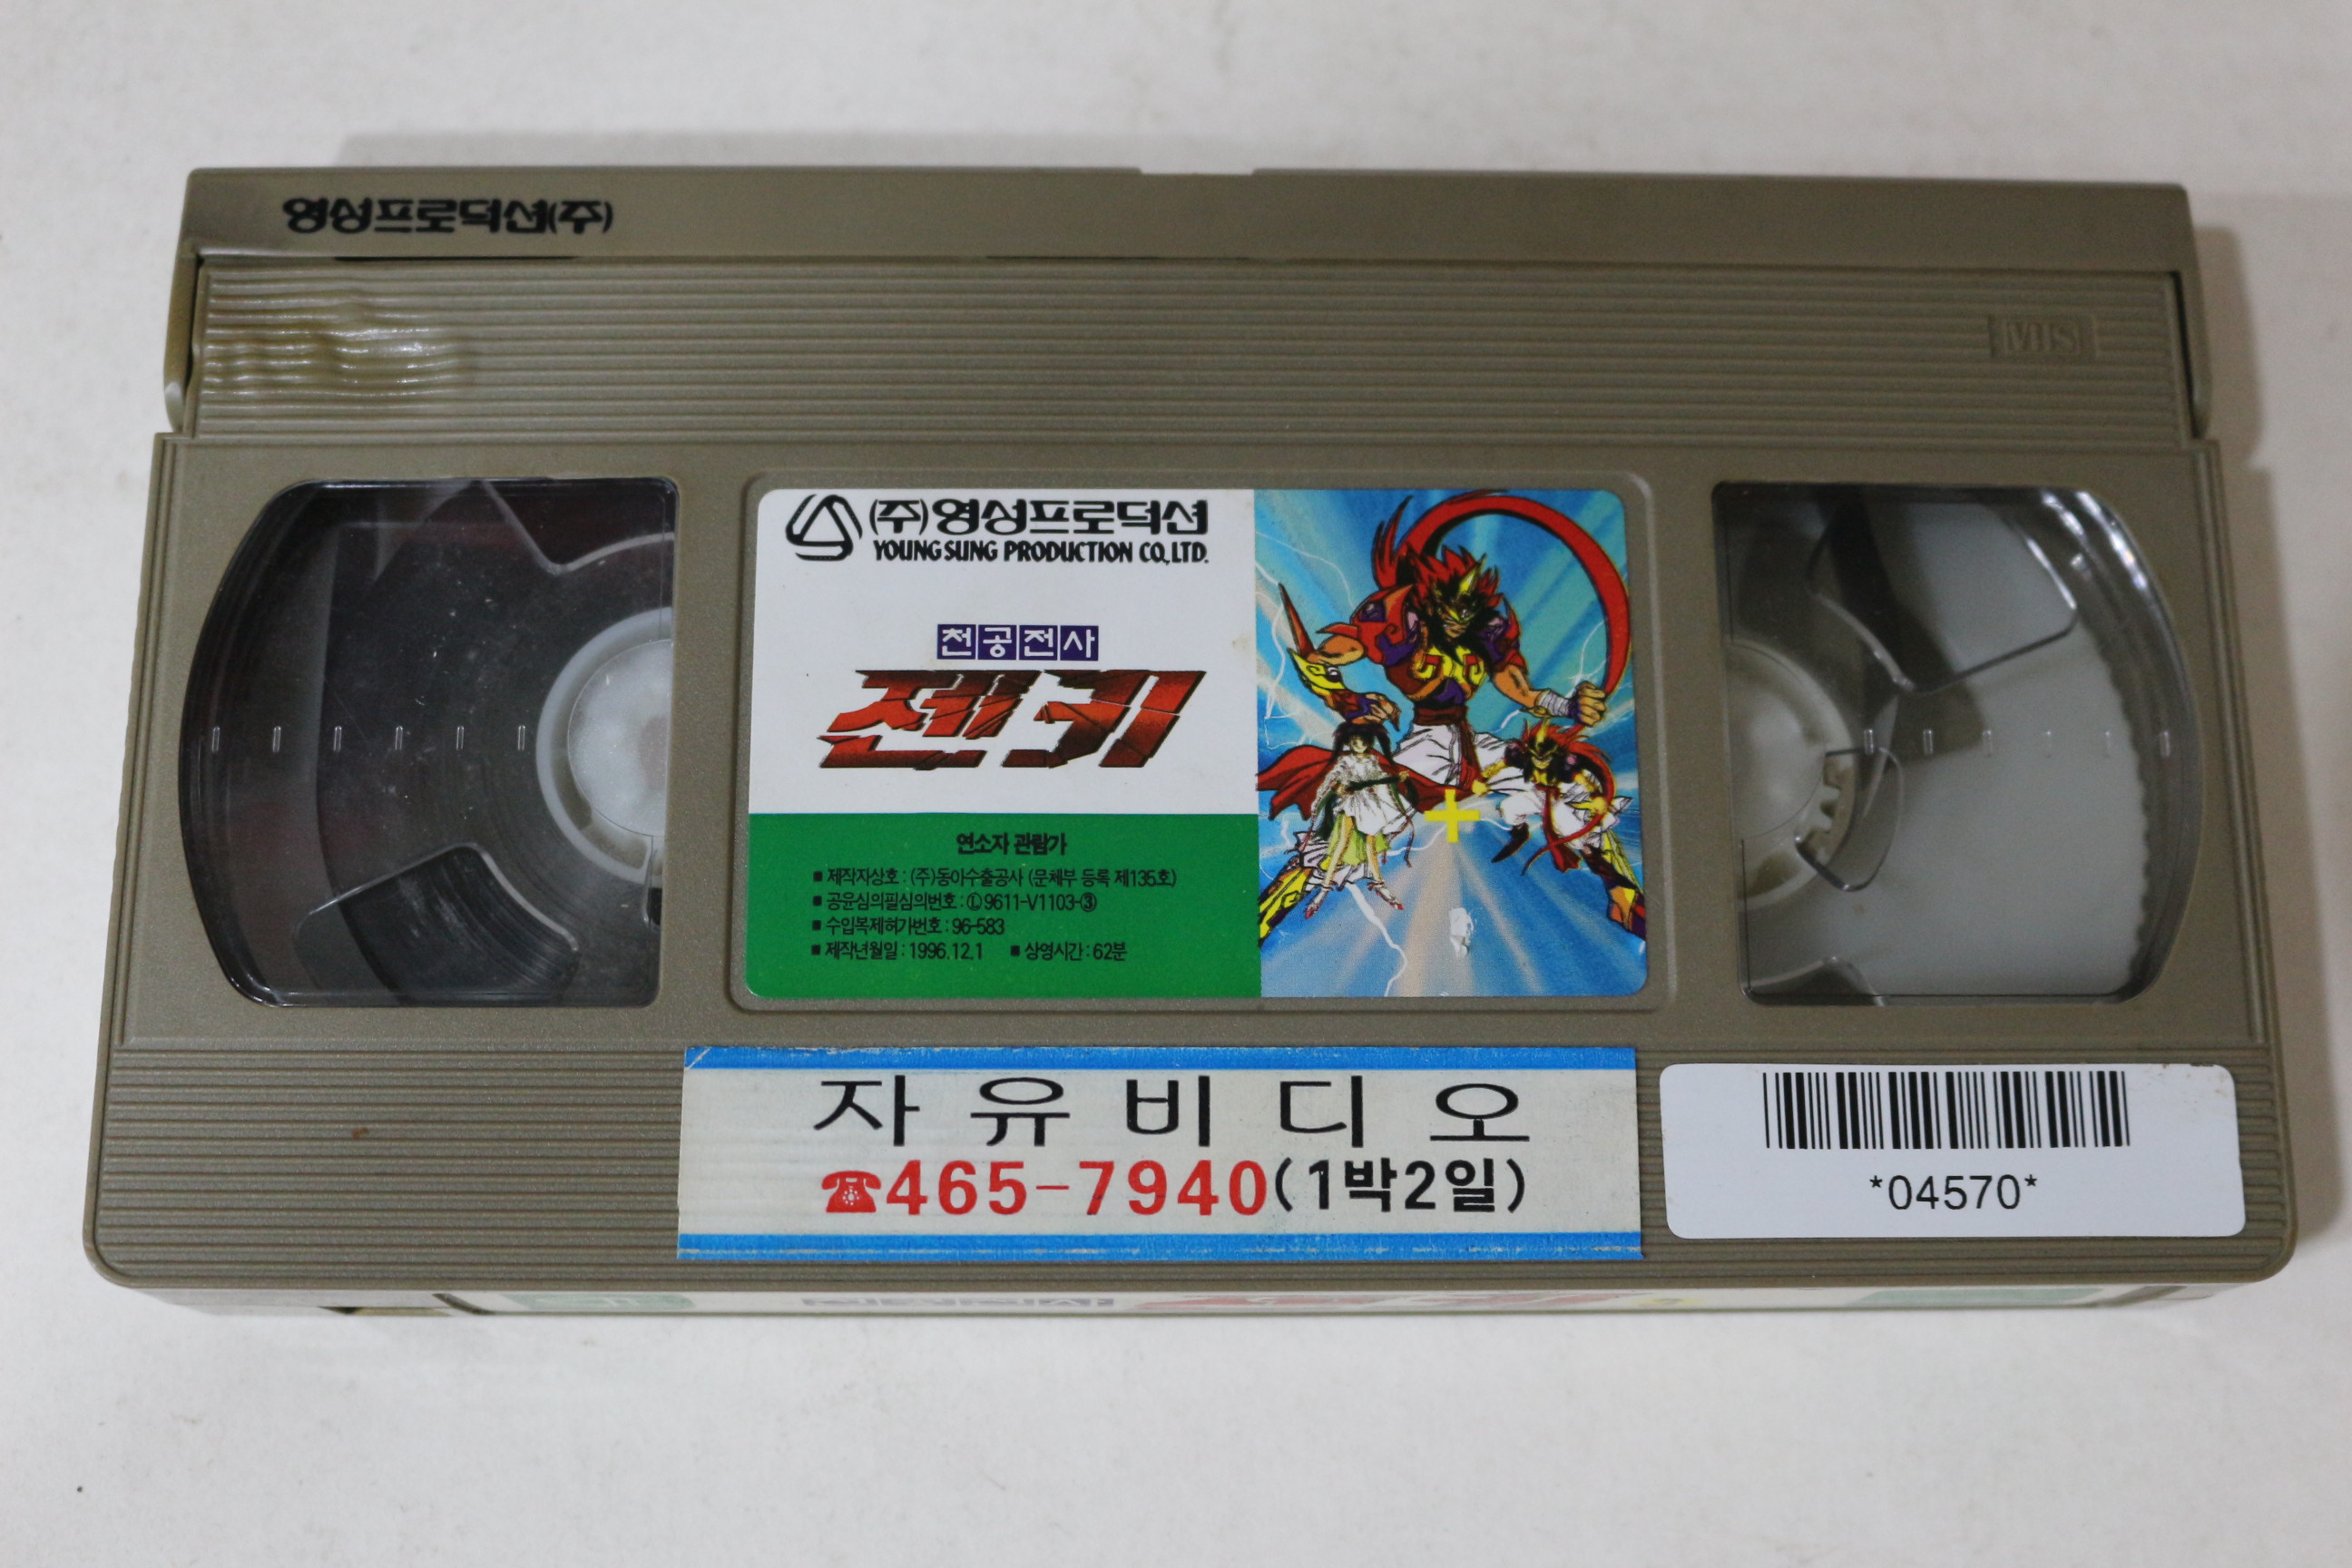 영성프로덕션(주)
VHS
(주)영성프로덕션
YOUNG SUNG PRODUCTION CO.,LTD.
천공전사
젠키
연소자 관람가
■ 제작자상호 : (주)동아수출공사 (문체부 등록 제135호)
■ 공윤심의필심의번호 : Ⓛ9611-V1103-③
■ 수입복제허가번호 : 96-583
■ 제작년월일 : 1996.12.1 ■ 상영시간 : 62분
자유비디오
☎465-7940(1박2일)
*04570*